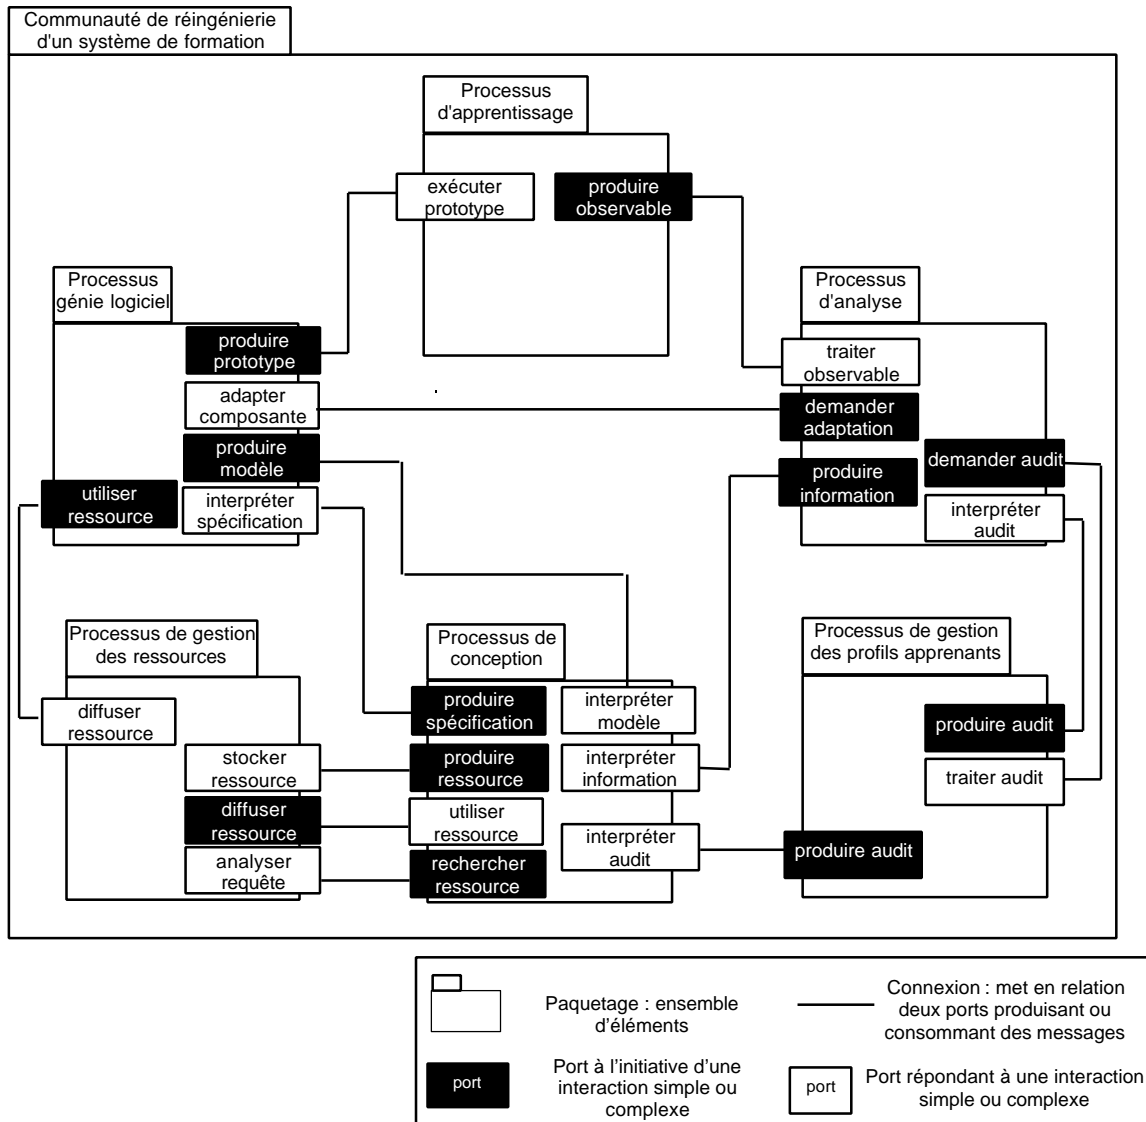 Communauté de réingénierie
d'un système de formation
Processus
d'apprentissage
exécuter
prototype
produire
observable
Processus
génie logiciel
produire
prototype
adapter
composante
produire
modèle
utiliser
ressource
interpréter
spécification
Processus
d'analyse
traiter
observable
demander
adaptation
produire
information
demander audit
interpréter
audit
Processus de gestion
des ressources
diffuser
ressource
stocker
ressource
diffuser
ressource
analyser
requête
Processus de
conception
produire
spécification
interpréter
modèle
produire
ressource
interpréter
information
utiliser
ressource
interpréter
audit
rechercher
ressource
Processus de gestion
des profils apprenants
produire audit
traiter audit
produire audit
Paquetage : ensemble
d’éléments
Connexion : met en relation
deux ports produisant ou
consommant des messages
port
Port à l’initiative d’une
interaction simple ou
complexe
port
Port répondant à une interaction
simple ou complexe